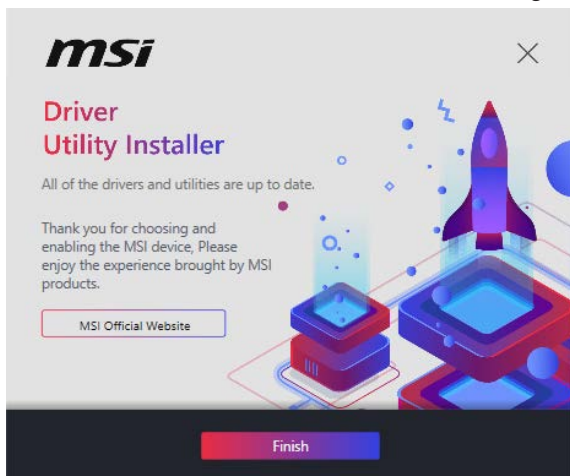 msi
Driver
Utility Installer
All of the drivers and utilities are up to date.
Thank you for choosing and
enabling the MSI device, Please
enjoy the experience brought by MSI
products.
MSI Official Website
Finish